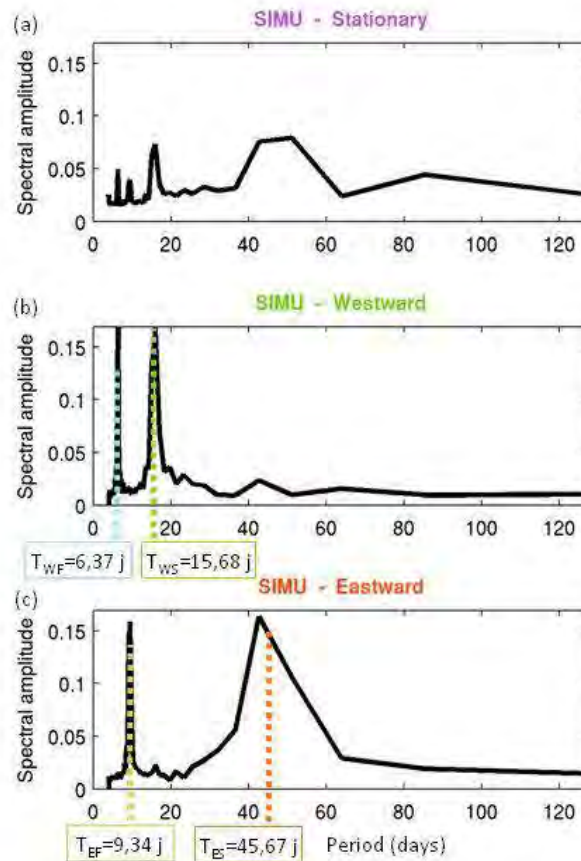 (a)
SIMU - Stationary
Spectral amplitude
0.15
0.1
0.05
0
0 20 40 60 80 100 120
(b)
SIMU - Westward
Spectral amplitude
0.15
0.1
0.05
0
0 20 40 60 80 100 120
T_WF=6,37 j
T_WS=15,68 j
(c)
SIMU - Eastward
Spectral amplitude
0.15
0.1
0.05
0
0 20 40 60 80 100 120
T_EF=9,34 j
T_ES=45,67 j
Period (days)